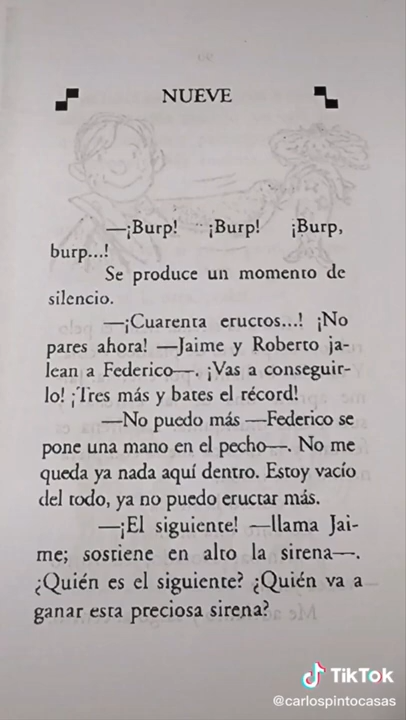 NUEVE
—¡Burp! ¡Burp! ¡Burp,
burp...!
Se produce un momento de
silencio.
—¡Cuarenta eructos...! ¡No
pares ahora! —Jaime y Roberto ja-
lean a Federico—. ¡Vas a conseguir-
lo! ¡Tres más y bates el récord!
—No puedo más —Federico se
pone una mano en el pecho—. No me
queda ya nada aquí dentro. Estoy vacío
del todo, ya no puedo eructar más.
—¡El siguiente! —llama Jai-
me; sostiene en alto la sirena—.
¿Quién es el siguiente? ¿Quién va a
ganar esta preciosa sirena?
TikTok
@carlospintocasas